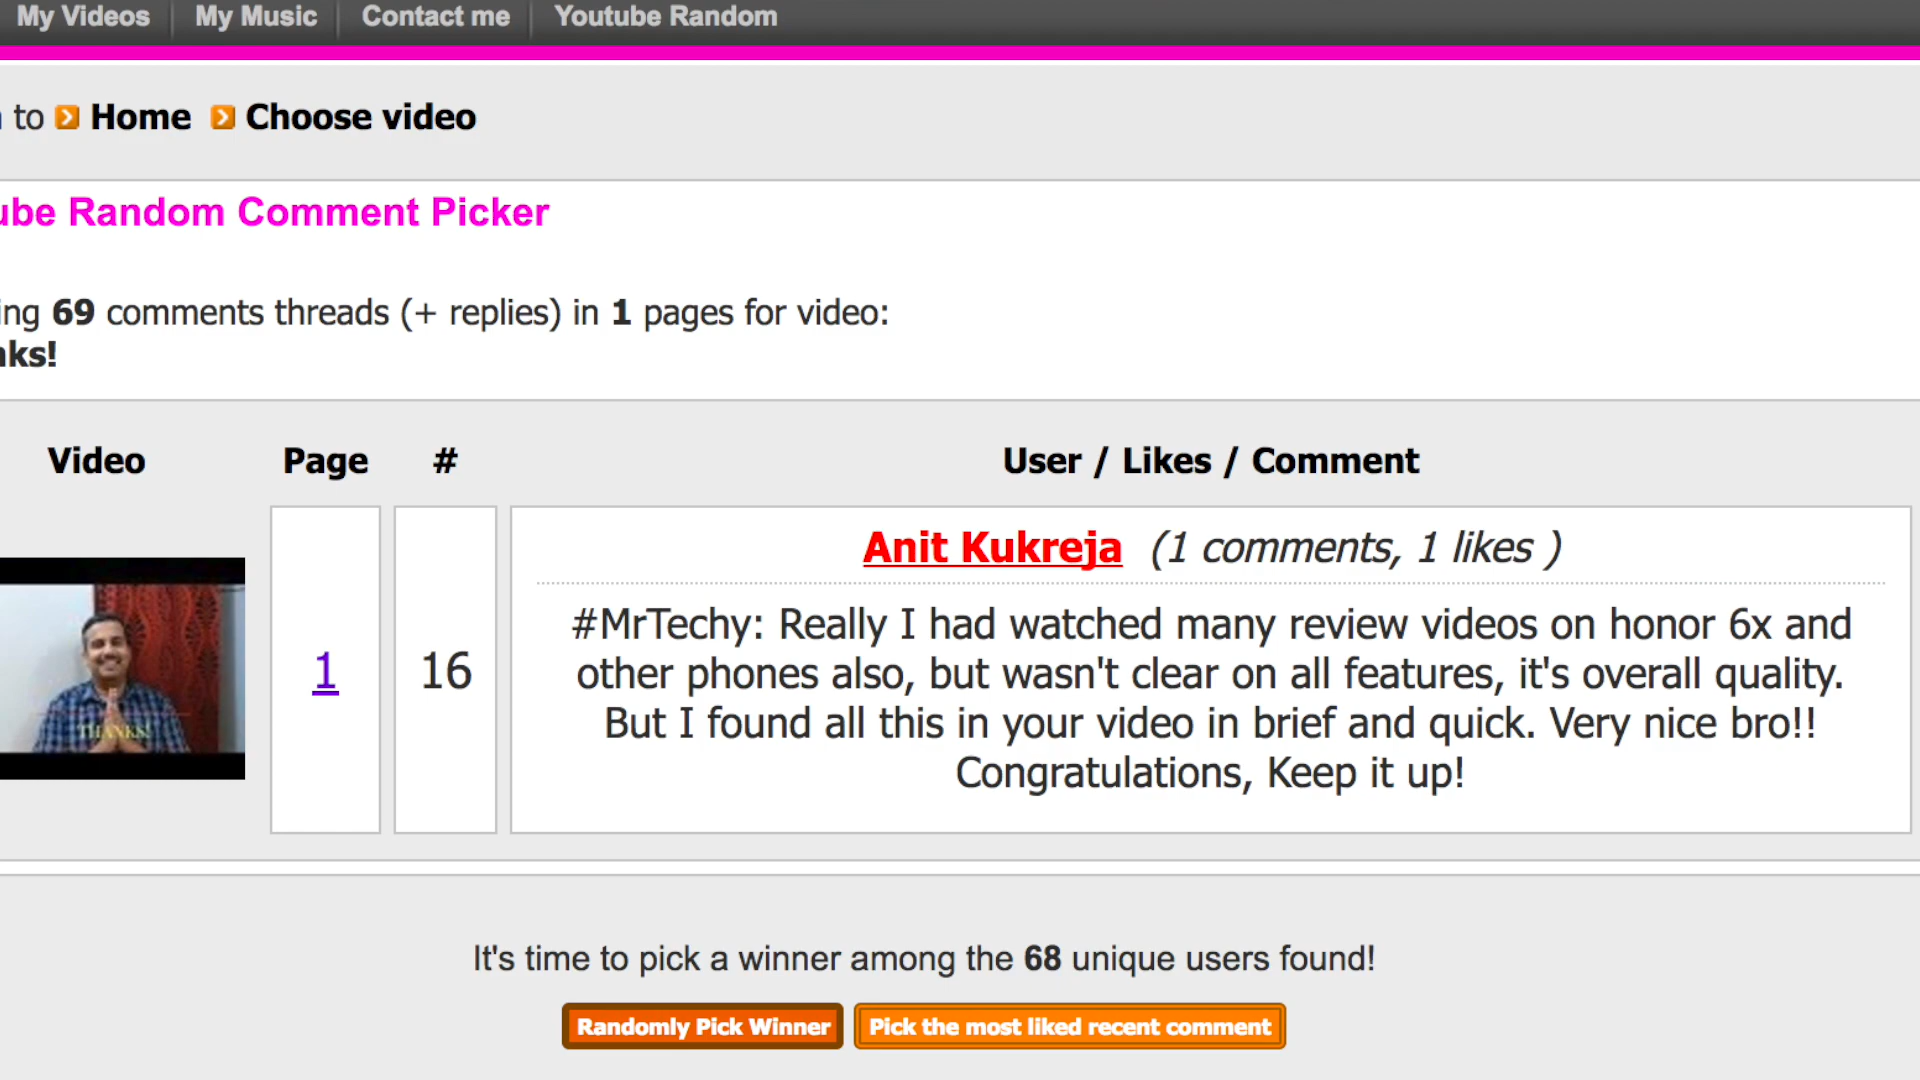 My Videos My Music Contact me Youtube Random
to Home Choose video
Random Comment Picker
69 comments threads (+ replies) in 1 pages for video:
Video Page # User / Likes / Comment
Anit Kukreja (1 comments, 1 likes )
#MrTechy: Really I had watched many review videos on honor 6x and
other phones also, but wasn't clear on all features, it's overall quality.
1 16
But I found all this in your video in brief and quick. Very nice bro!!
Congratulations, Keep it up!
THANKS!
It's time to pick a winner among the 68 unique users found!
Randomly Pick Winner Pick the most liked recent comment